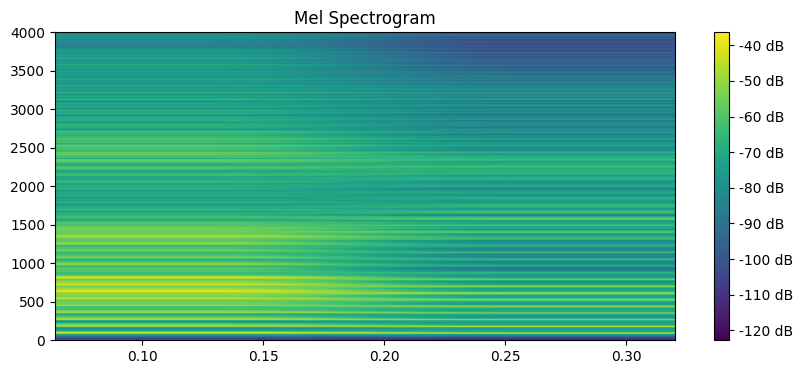 Mel Spectrogram
4000
3500
3000
2500
2000
1500
1000
500
0
0.10 0.15 0.20 0.25 0.30
-40 dB
-50 dB
-60 dB
-70 dB
-80 dB
-90 dB
-100 dB
-110 dB
-120 dB